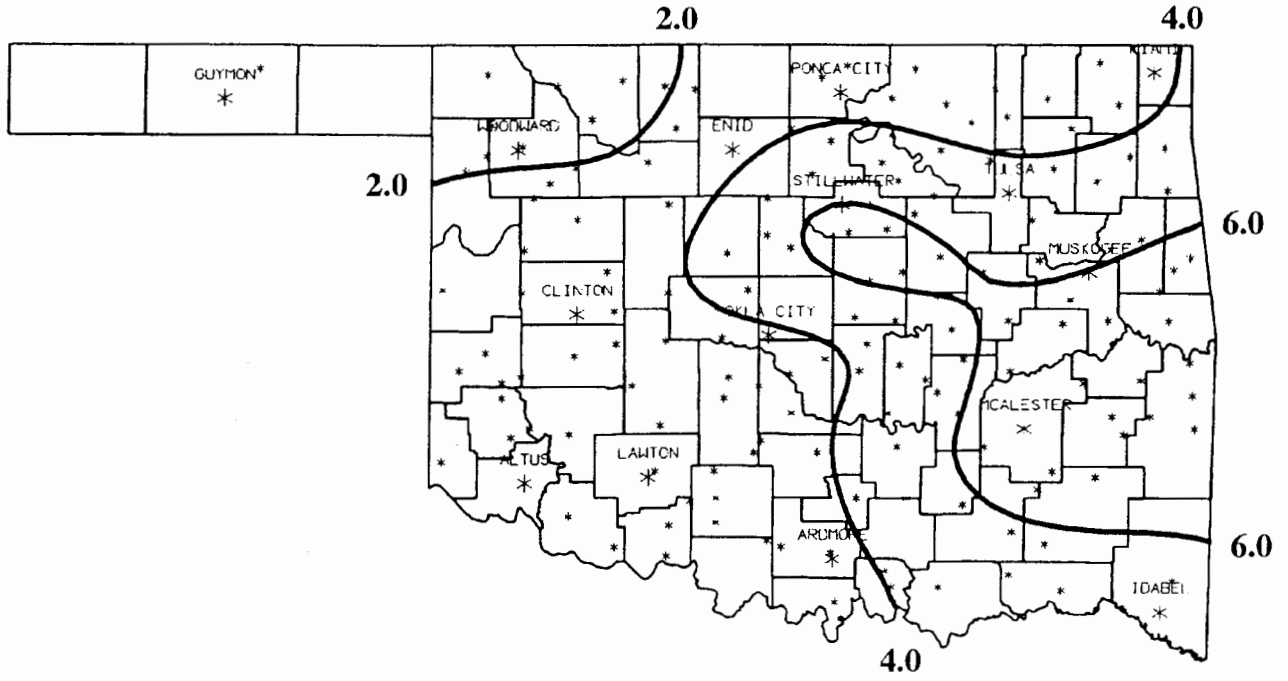 2.0
4.0
GUYMON
PONCA CITY
MIAMI
WOODWARD
ENID
2.0
STILLWATER
TULSA
6.0
MUSKOGEE
CLINTON
OKLA CITY
MCALESTER
LAWTON
ALTUS
ARDMORE
6.0
IDABEL
4.0